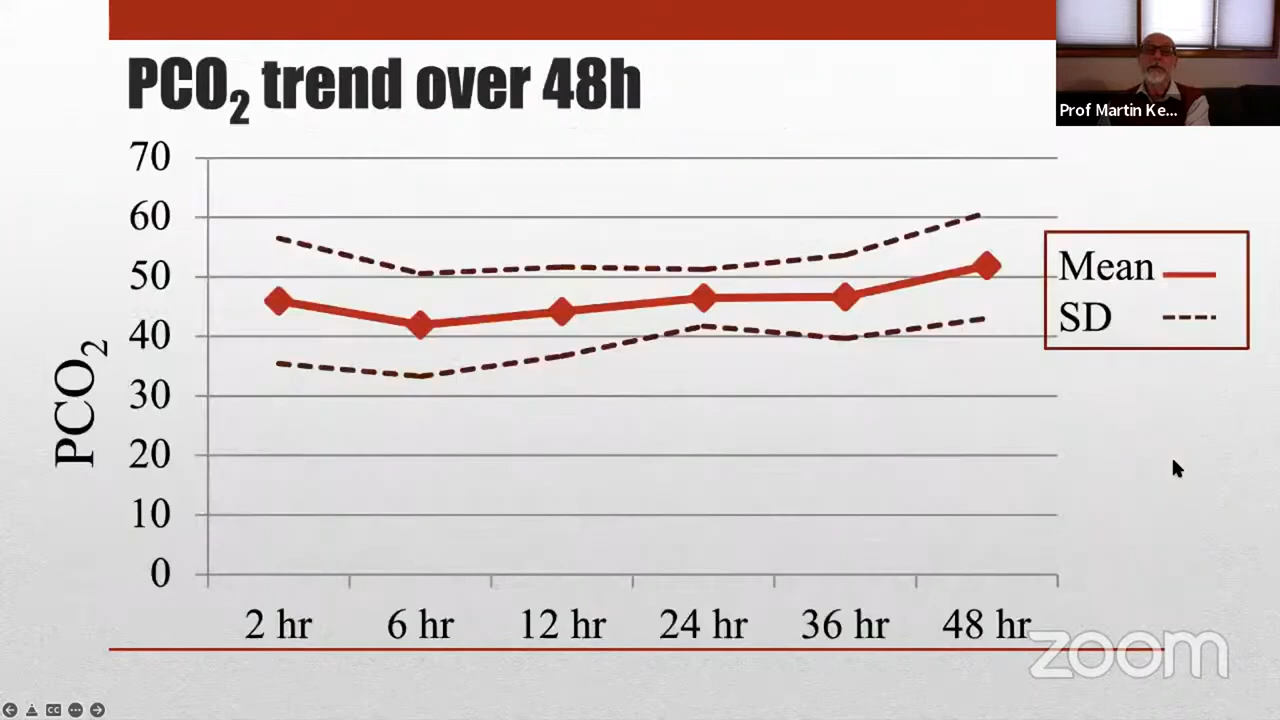 PCO2 trend over 48h
Prof Martin Ke...
70
60
50
40
30
20
10
0
PCO2
Mean
SD
2 hr 6 hr 12 hr 24 hr 36 hr 48 hr
zoom
CC